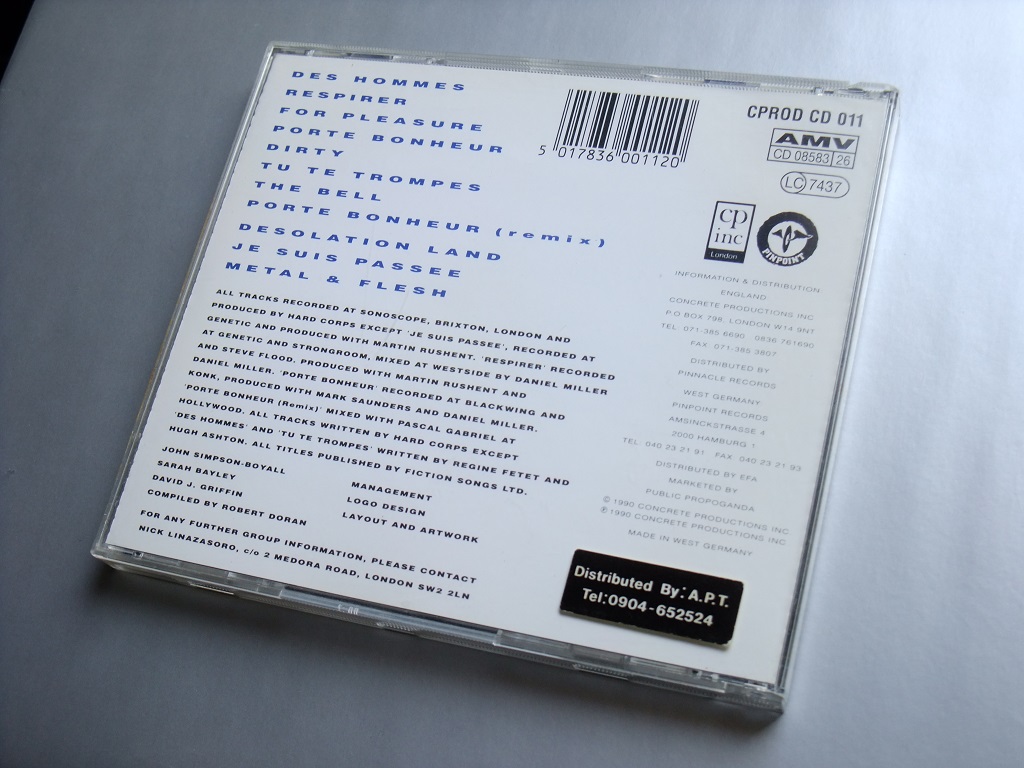 DES HOMMES
RESPIRER
FOR PLEASURE
PORTE BONHEUR
DIRTY
TU TE TROMPES
THE BELL
PORTE BONHEUR (remix)
DESOLATION LAND
JE SUIS PASSEE
METAL & FLESH
ALL TRACKS RECORDED AT SONOSCOPE, BRIXTON, LONDON AND
PRODUCED BY HARD CORPS EXCEPT 'JE SUIS PASSEE', RECORDED AT
GENETIC AND PRODUCED WITH MARTIN RUSHENT. 'RESPIRER' RECORDED
AT GENETIC AND STRONGROOM, MIXED AT WESTSIDE BY DANIEL MILLER
AND STEVE FLOOD. PRODUCED WITH MARTIN RUSHENT AND
DANIEL MILLER. 'PORTE BONHEUR' RECORDED AT BLACKWING AND
KONK, PRODUCED WITH MARK SAUNDERS AND DANIEL MILLER.
'PORTE BONHEUR (Remix)' MIXED WITH PASCAL GABRIEL AT
HOLLYWOOD. ALL TRACKS WRITTEN BY HARD CORPS EXCEPT
'DES HOMMES' AND 'TU TE TROMPES' WRITTEN BY REGINE FETET AND
HUGH ASHTON. ALL TITLES PUBLISHED BY FICTION SONGS LTD.
JOHN SIMPSON-BOYALL MANAGEMENT
SARAH BAYLEY LOGO DESIGN
DAVID J. GRIFFIN LAYOUT AND ARTWORK
COMPILED BY ROBERT DORAN
FOR ANY FURTHER GROUP INFORMATION, PLEASE CONTACT
NICK LINAZASORO, c/o 2 MEDORA ROAD, LONDON SW2 2LN
5 017836 001120
CPROD CD 011
AMV
CD 08583 26
LC 7437
cp
inc
London
PINPOINT
INFORMATION & DISTRIBUTION
ENGLAND
CONCRETE PRODUCTIONS INC
P.O BOX 798, LONDON W14 9NT
TEL 071-385 6690 0836 761690
FAX 071-385 3807
DISTRIBUTED BY
PINNACLE RECORDS
WEST GERMANY
PINPOINT RECORDS
AMSINCKSTRASSE 4
2000 HAMBURG 1
TEL 040 23 21 91 FAX 040 23 21 93
DISTRIBUTED BY EFA
MARKETED BY
PUBLIC PROPOGANDA
© 1990 CONCRETE PRODUCTIONS INC
℗ 1990 CONCRETE PRODUCTIONS INC
MADE IN WEST GERMANY
Distributed By: A.P.T.
Tel:0904-652524